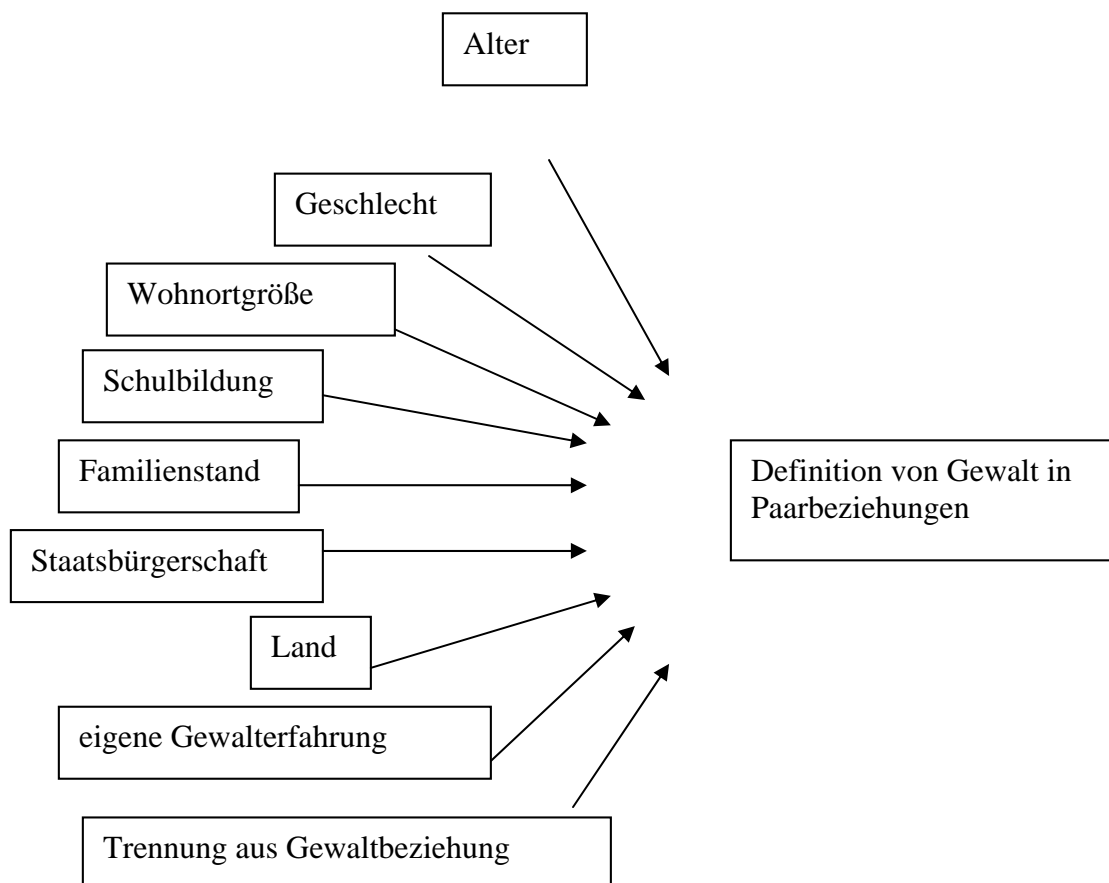 Alter
Geschlecht
Wohnortgröße
Schulbildung
Familienstand
Definition von Gewalt in
Paarbeziehungen
Staatsbürgerschaft
Land
eigene Gewalterfahrung
Trennung aus Gewaltbeziehung